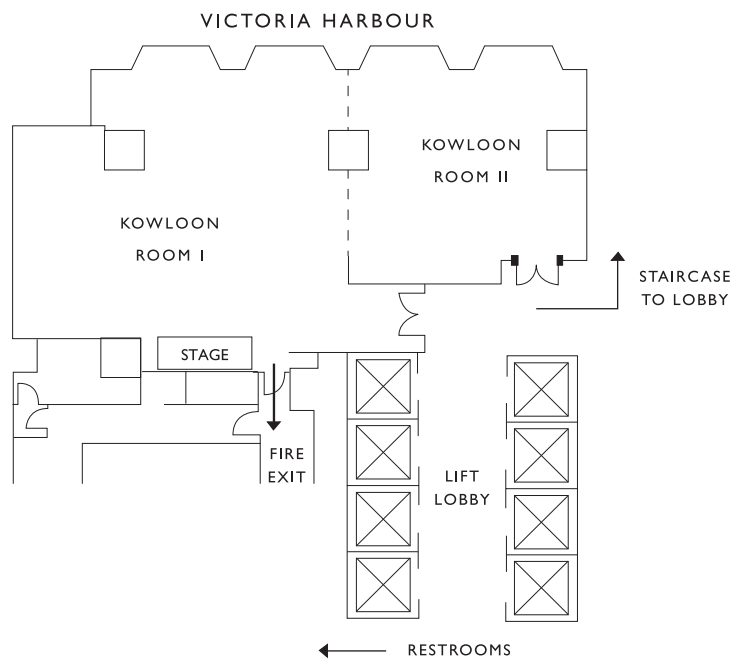 VICTORIA HARBOUR
KOWLOON
ROOM II
KOWLOON
ROOM I
STAIRCASE
TO LOBBY
STAGE
FIRE
EXIT
LIFT
LOBBY
RESTROOMS